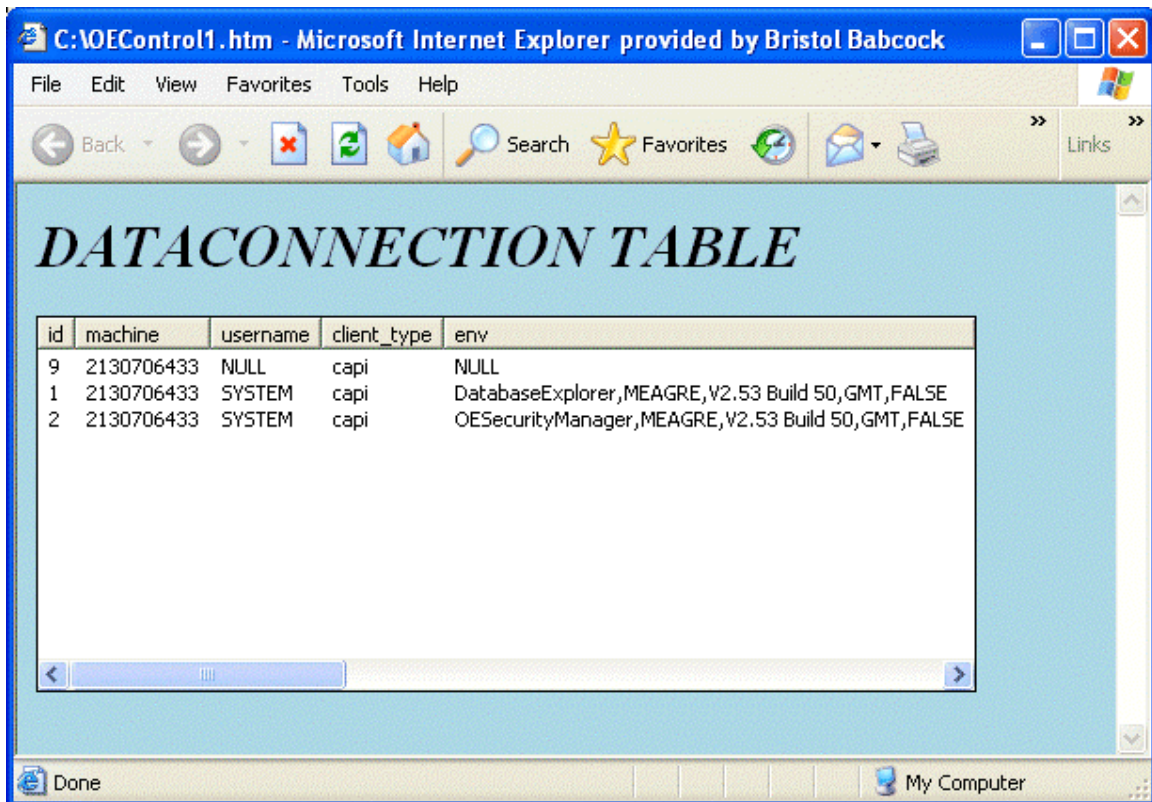 C:\OEControl1.htm - Microsoft Internet Explorer provided by Bristol Babcock
File Edit View Favorites Tools Help
Back Search Favorites Links
DATACONNECTION TABLE
id machine username client_type env
9 2130706433 NULL capi NULL
1 2130706433 SYSTEM capi DatabaseExplorer,MEAGRE,V2.53 Build 50,GMT,FALSE
2 2130706433 SYSTEM capi OESecurityManager,MEAGRE,V2.53 Build 50,GMT,FALSE
Done My Computer